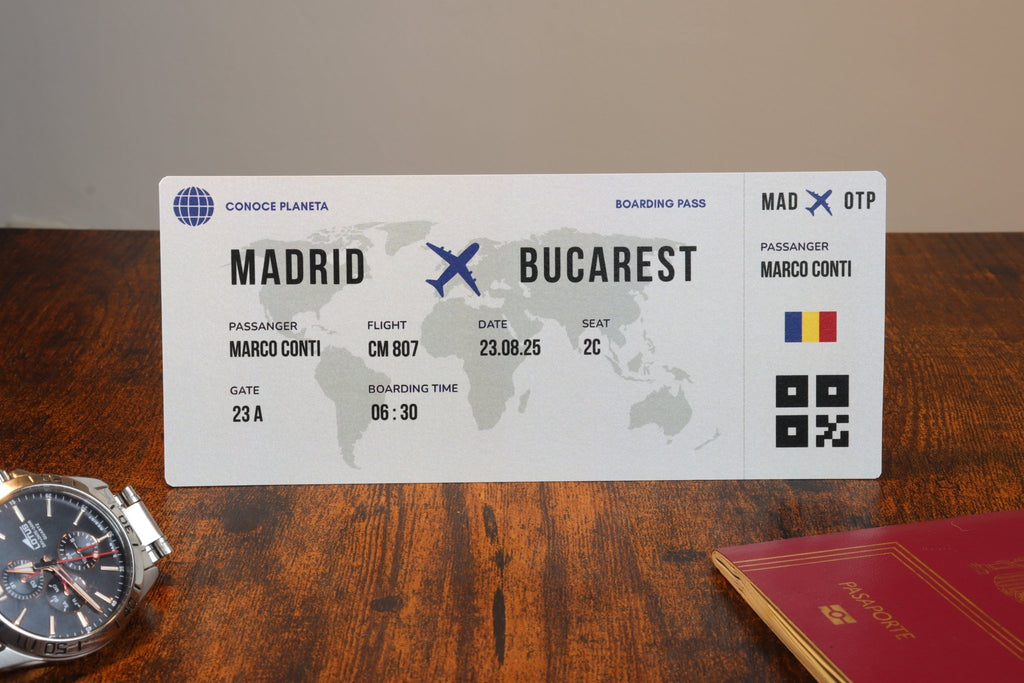 CONOCE PLANETA
BOARDING PASS
MADRID BUCAREST
PASSANGER FLIGHT DATE SEAT
MARCO CONTI CM 807 23.08.25 2C
GATE BOARDING TIME
23 A 06 : 30
MAD OTP
PASSANGER
MARCO CONTI
LOTUS
PASAPORTE